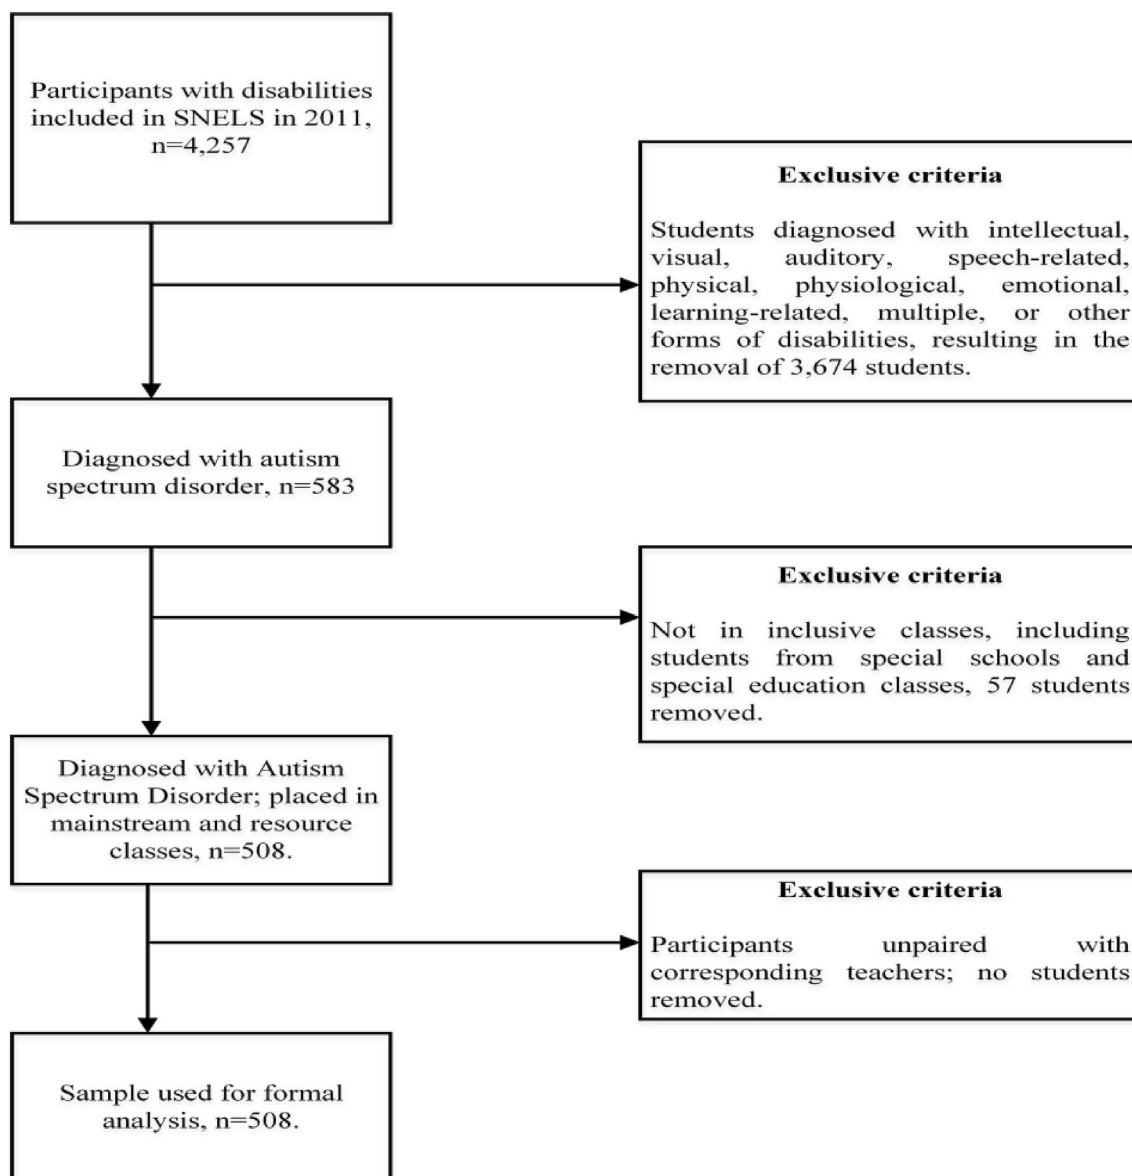 Participants with disabilities
included in SNELS in 2011,
n=4,257
Exclusive criteria
Students diagnosed with intellectual,
visual, auditory, speech-related,
physical, physiological, emotional,
learning-related, multiple, or other
forms of disabilities, resulting in the
removal of 3,674 students.
Diagnosed with autism
spectrum disorder, n=583
Exclusive criteria
Not in inclusive classes, including
students from special schools and
special education classes, 57 students
removed.
Diagnosed with Autism
Spectrum Disorder; placed in
mainstream and resource
classes, n=508.
Exclusive criteria
Participants unpaired with
corresponding teachers; no students
removed.
Sample used for formal
analysis, n=508.